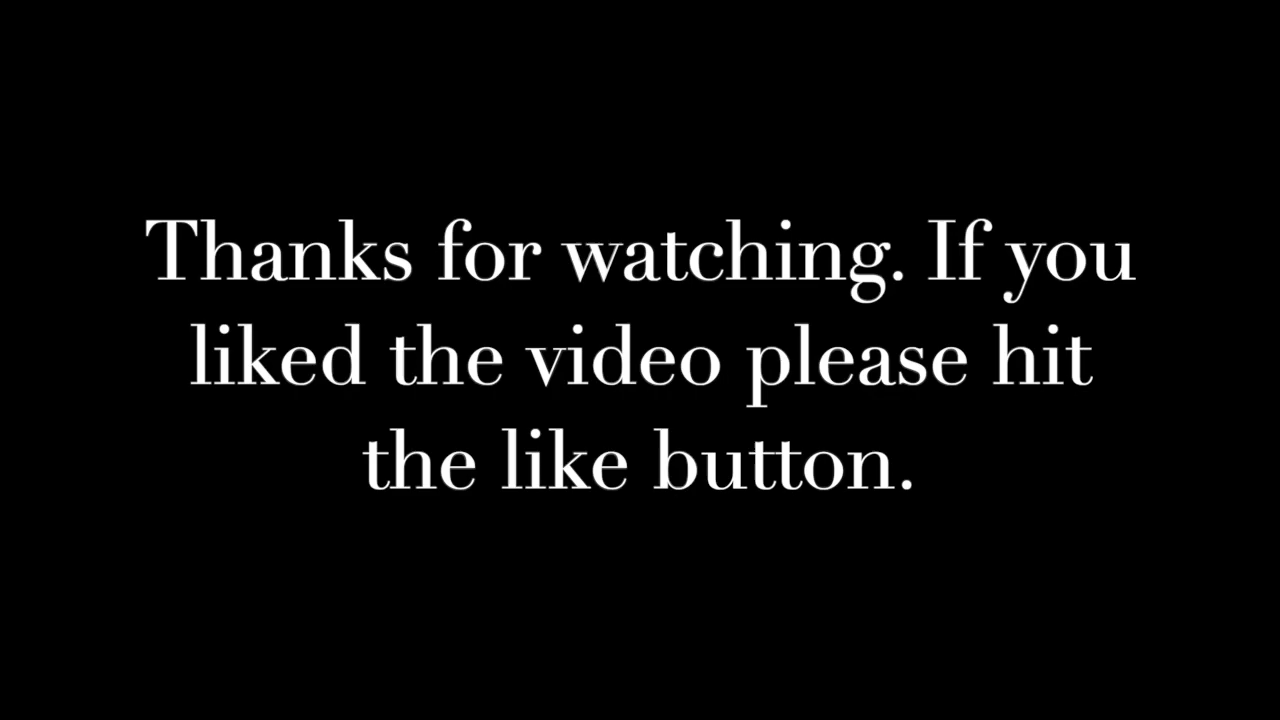 Thanks for watching. If you
liked the video please hit
the like button.